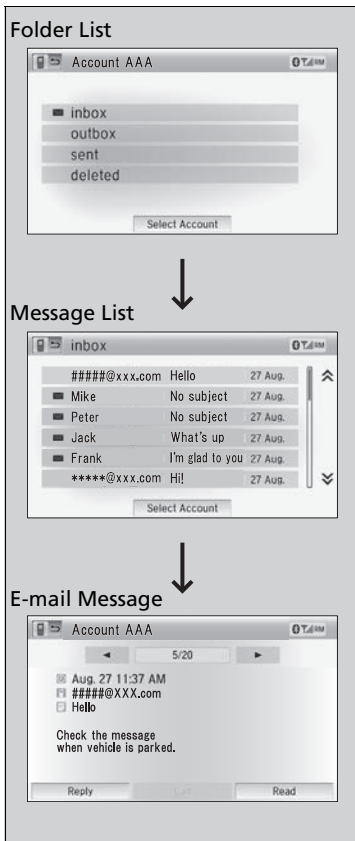 Folder List
Account AAA
inbox
outbox
sent
deleted
Select Account
Message List
inbox
#####@xxx.com Hello 27 Aug.
Mike No subject 27 Aug.
Peter No subject 27 Aug.
Jack What's up 27 Aug.
Frank I'm glad to you 27 Aug.
*****@xxx.com Hi! 27 Aug.
Select Account
E-mail Message
Account AAA
5/20
Aug. 27 11:37 AM
#####@XXX.com
Hello
Check the message
when vehicle is parked.
Reply Call Read